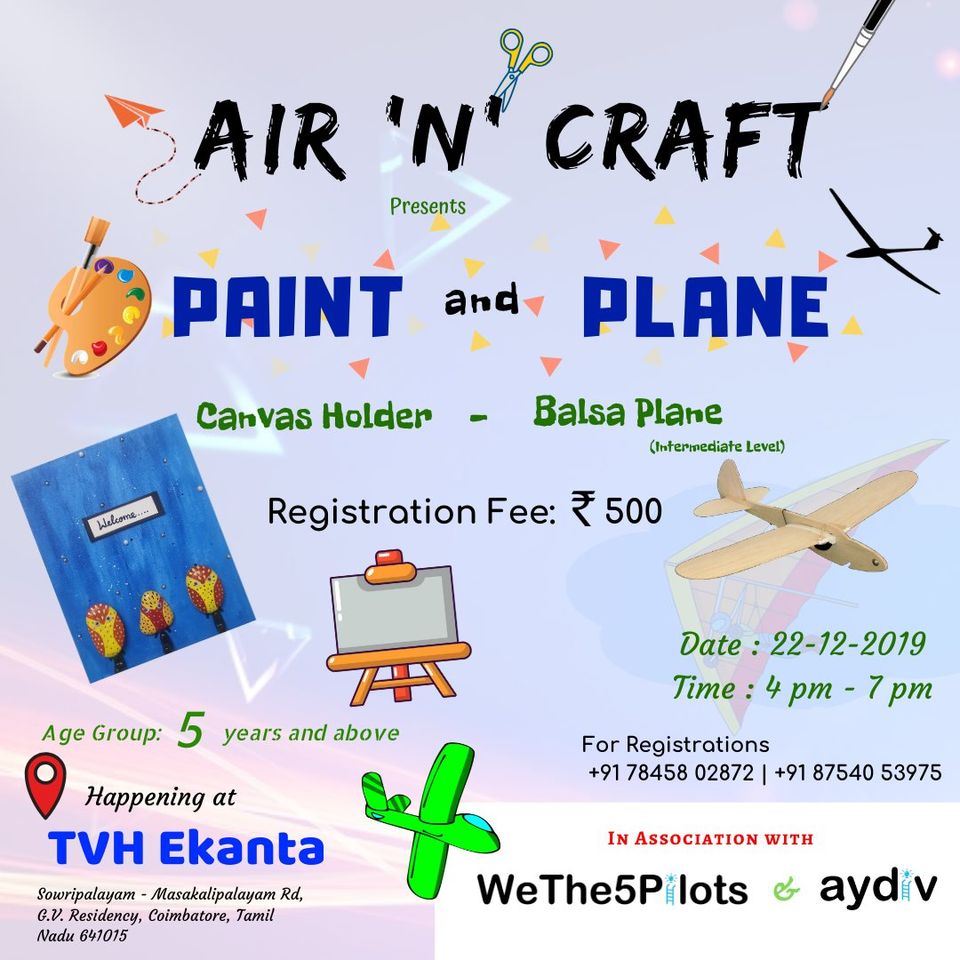 AIR 'N' CRAFT
Presents
PAINT and PLANE
Canvas Holder - Balsa Plane
(Intermediate Level)
Welcome....
Registration Fee: ₹ 500
Date : 22-12-2019
Time : 4 pm - 7 pm
Age Group: 5 years and above
For Registrations
+91 78458 02872 | +91 87540 53975
Happening at
TVH Ekanta
Sowripalayam - Masakalipalayam Rd,
G.V. Residency, Coimbatore, Tamil
Nadu 641015
In Association with
WeThe5Pilots & aydiv